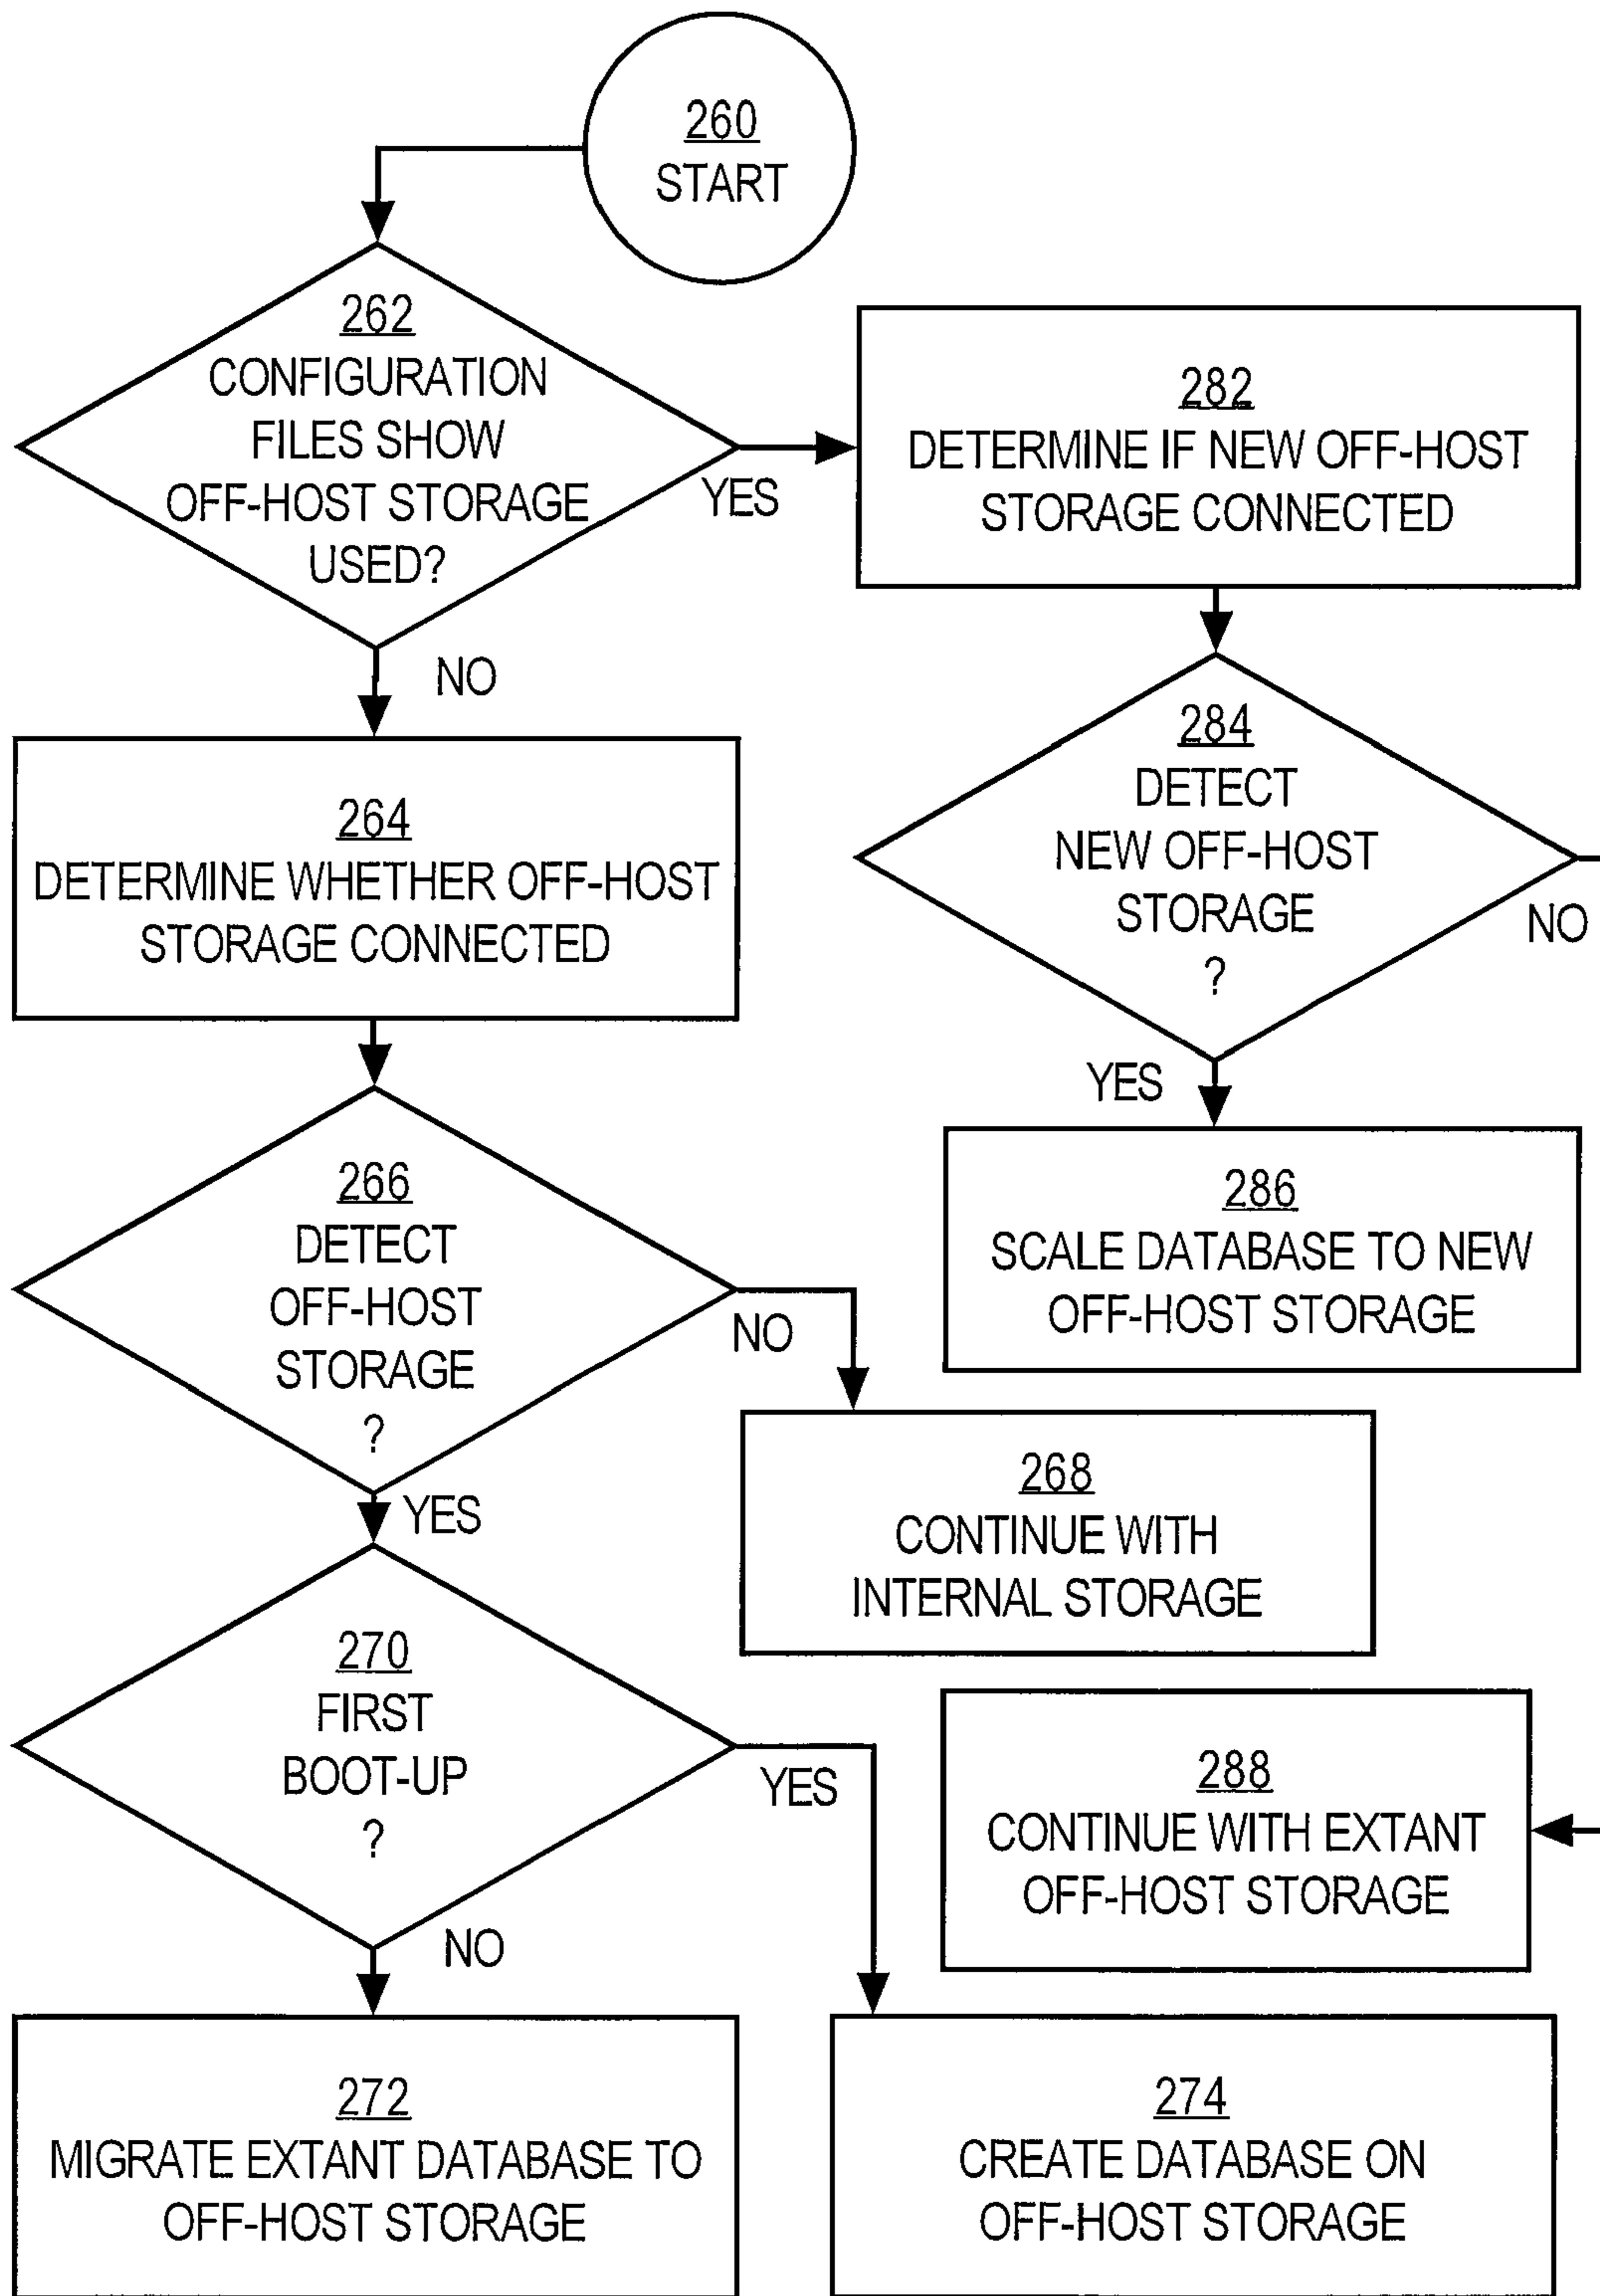 260
START
262
CONFIGURATION
FILES SHOW
OFF-HOST STORAGE
USED?
YES
NO
282
DETERMINE IF NEW OFF-HOST
STORAGE CONNECTED
284
DETECT
NEW OFF-HOST
STORAGE
?
NO
YES
264
DETERMINE WHETHER OFF-HOST
STORAGE CONNECTED
286
SCALE DATABASE TO NEW
OFF-HOST STORAGE
266
DETECT
OFF-HOST
STORAGE
?
NO
YES
268
CONTINUE WITH
INTERNAL STORAGE
270
FIRST
BOOT-UP
?
YES
NO
288
CONTINUE WITH EXTANT
OFF-HOST STORAGE
272
MIGRATE EXTANT DATABASE TO
OFF-HOST STORAGE
274
CREATE DATABASE ON
OFF-HOST STORAGE